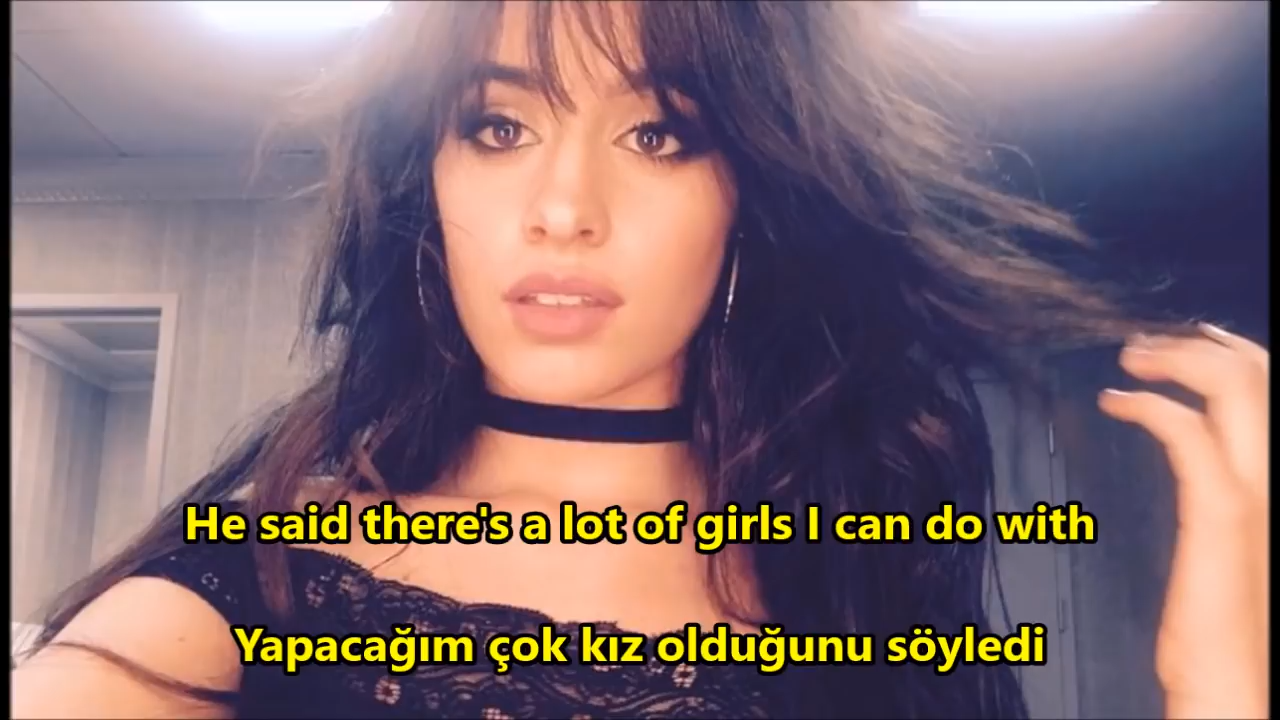 He said there's a lot of girls I can do with
Yapacağım çok kız olduğunu söyledi